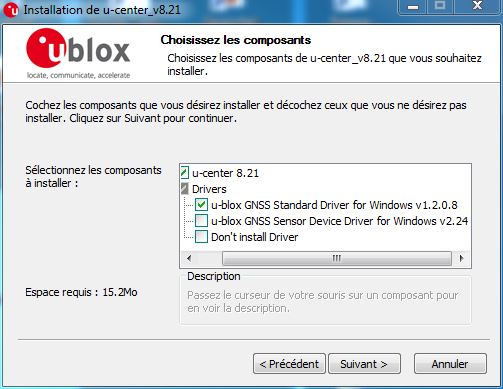 Installation de u-center_v8.21
ublox
locate, communicate, accelerate
Choisissez les composants
Choisissez les composants de u-center_v8.21 que vous souhaitez
installer.
Cochez les composants que vous désirez installer et décochez ceux que vous ne désirez pas
installer. Cliquez sur Suivant pour continuer.
Sélectionnez les composants
à installer :
u-center 8.21
Drivers
u-blox GNSS Standard Driver for Windows v1.2.0.8
u-blox GNSS Sensor Device Driver for Windows v2.24
Don't install Driver
Espace requis : 15.2Mo
Description
Passez le curseur de votre souris sur un composant pour
en voir la description.
< Précédent
Suivant >
Annuler